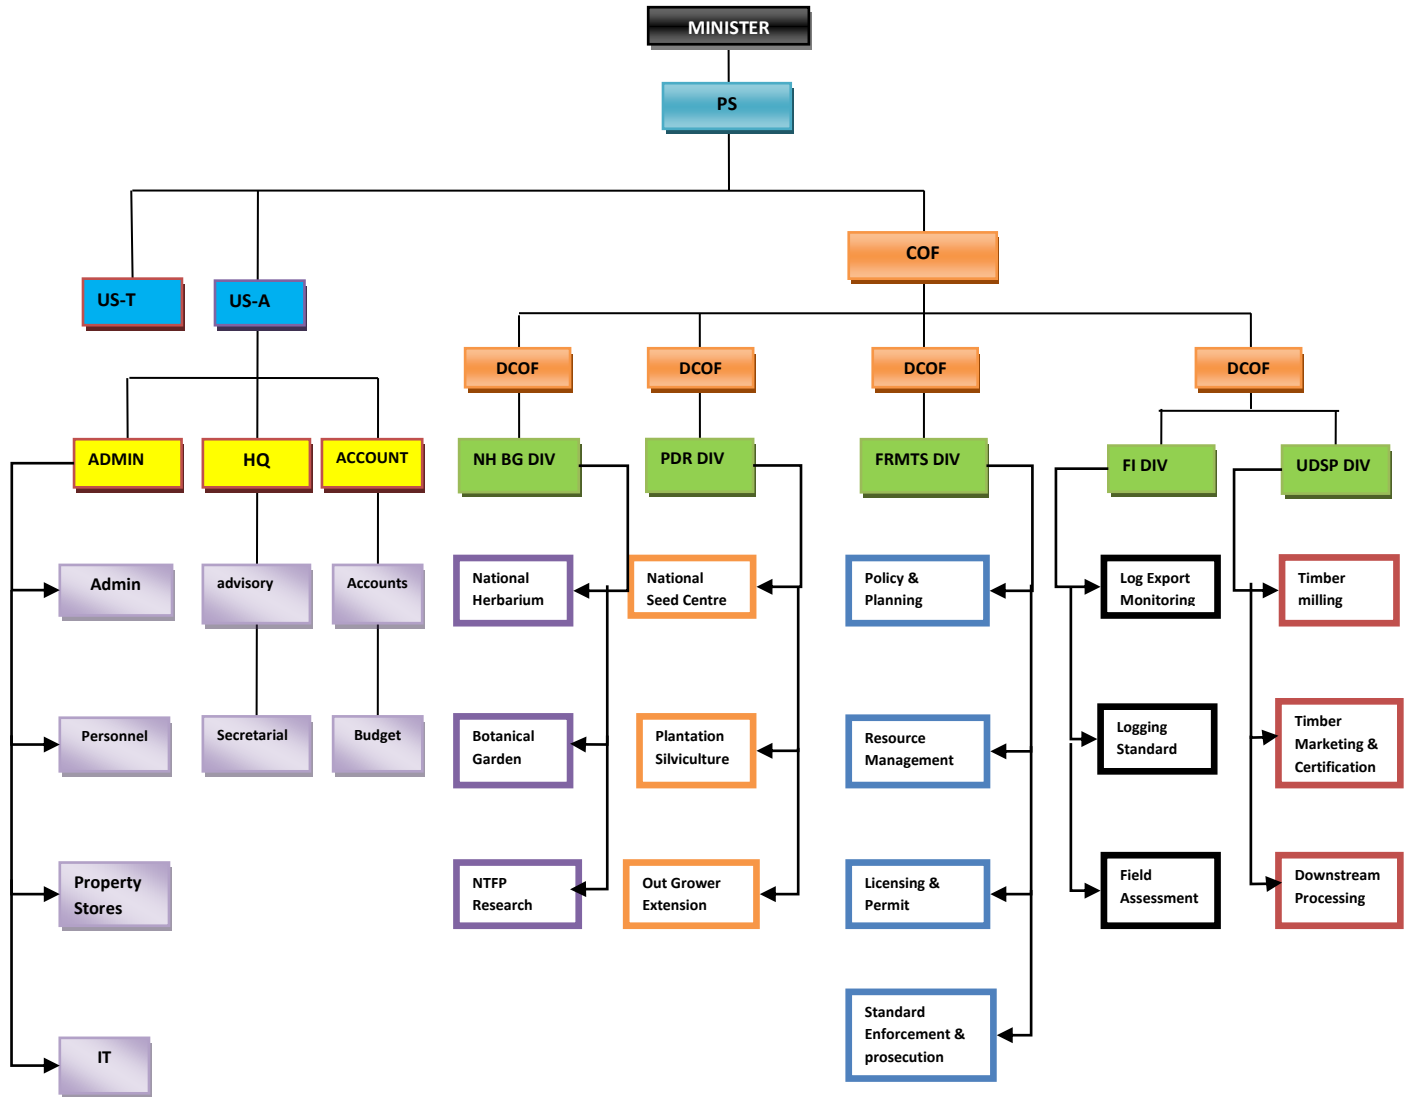 MINISTER
PS
COF
US-T
US-A
DCOF
DCOF
DCOF
DCOF
ADMIN
HQ
ACCOUNT
NH BG DIV
PDR DIV
FRMTS DIV
FI DIV
UDSP DIV
Admin
advisory
Accounts
National
Herbarium
National
Seed Centre
Policy &
Planning
Log Export
Monitoring
Timber
milling
Personnel
Secretarial
Budget
Botanical
Garden
Plantation
Silviculture
Resource
Management
Logging
Standard
Timber
Marketing &
Certification
Property
Stores
NTFP
Research
Out Grower
Extension
Licensing &
Permit
Field
Assessment
Downstream
Processing
Standard
Enforcement &
prosecution
IT